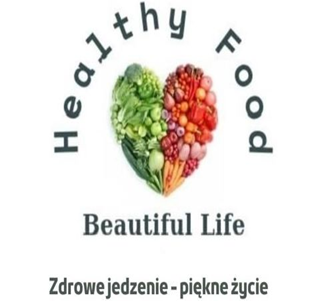 Healthy Food
Beautiful Life
Zdrowe jedzenie - piękne życie